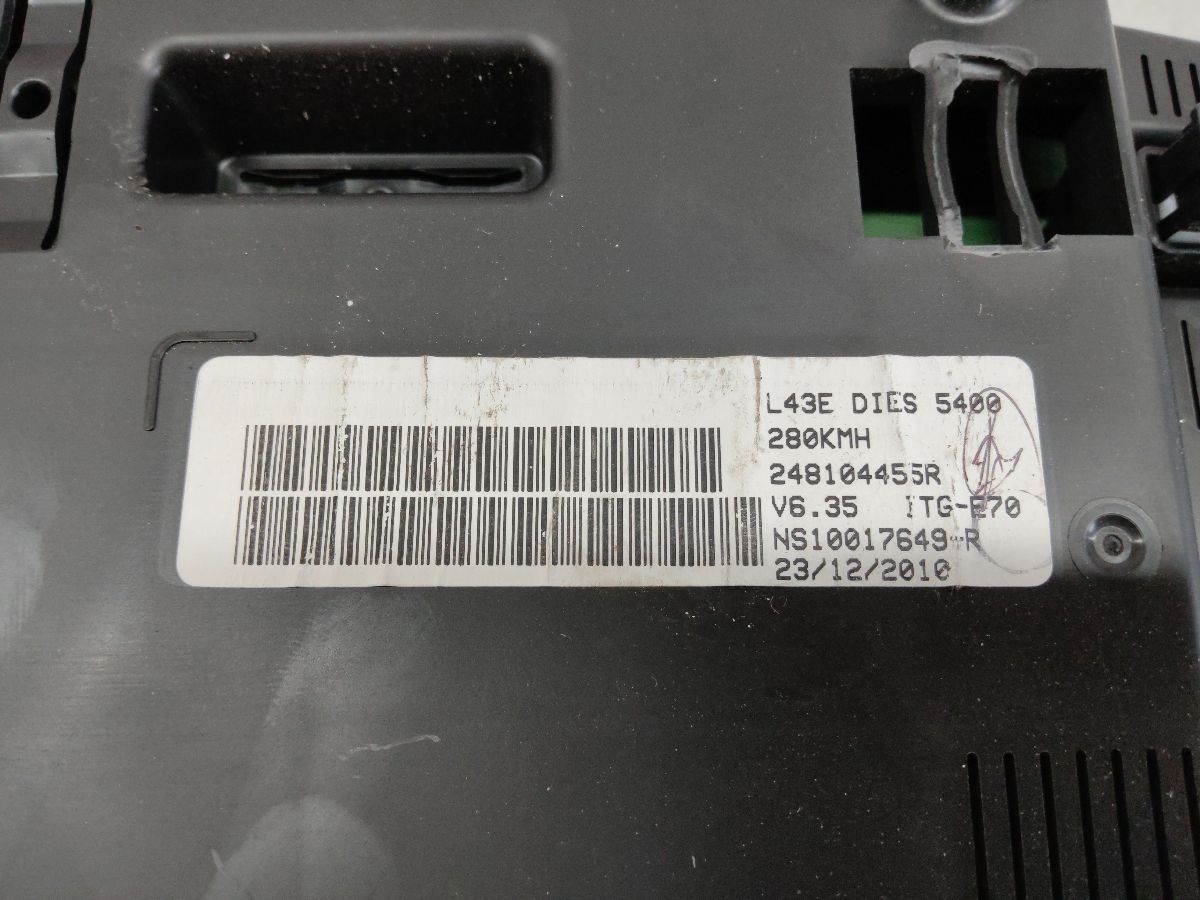 L43E DIES 5400
280KMH
248104455R
V6.35 ITG-E70
NS10017649-R
23/12/2010